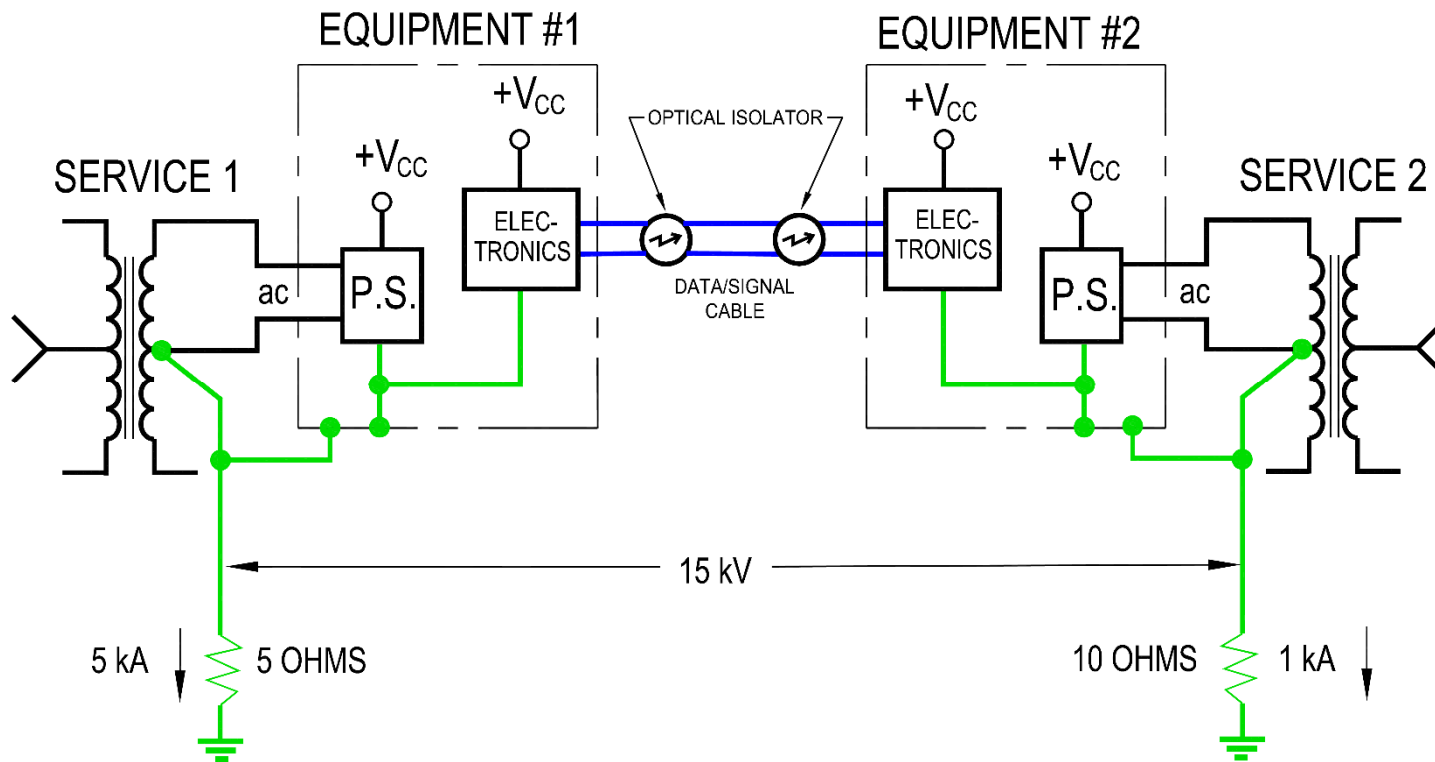 EQUIPMENT #1
EQUIPMENT #2
+VCC
OPTICAL ISOLATOR
+VCC
+VCC
+VCC
SERVICE 1
SERVICE 2
ELEC-
TRONICS
ELEC-
TRONICS
ac
P.S.
DATA/SIGNAL
CABLE
P.S.
ac
15 kV
5 kA
5 OHMS
10 OHMS
1 kA